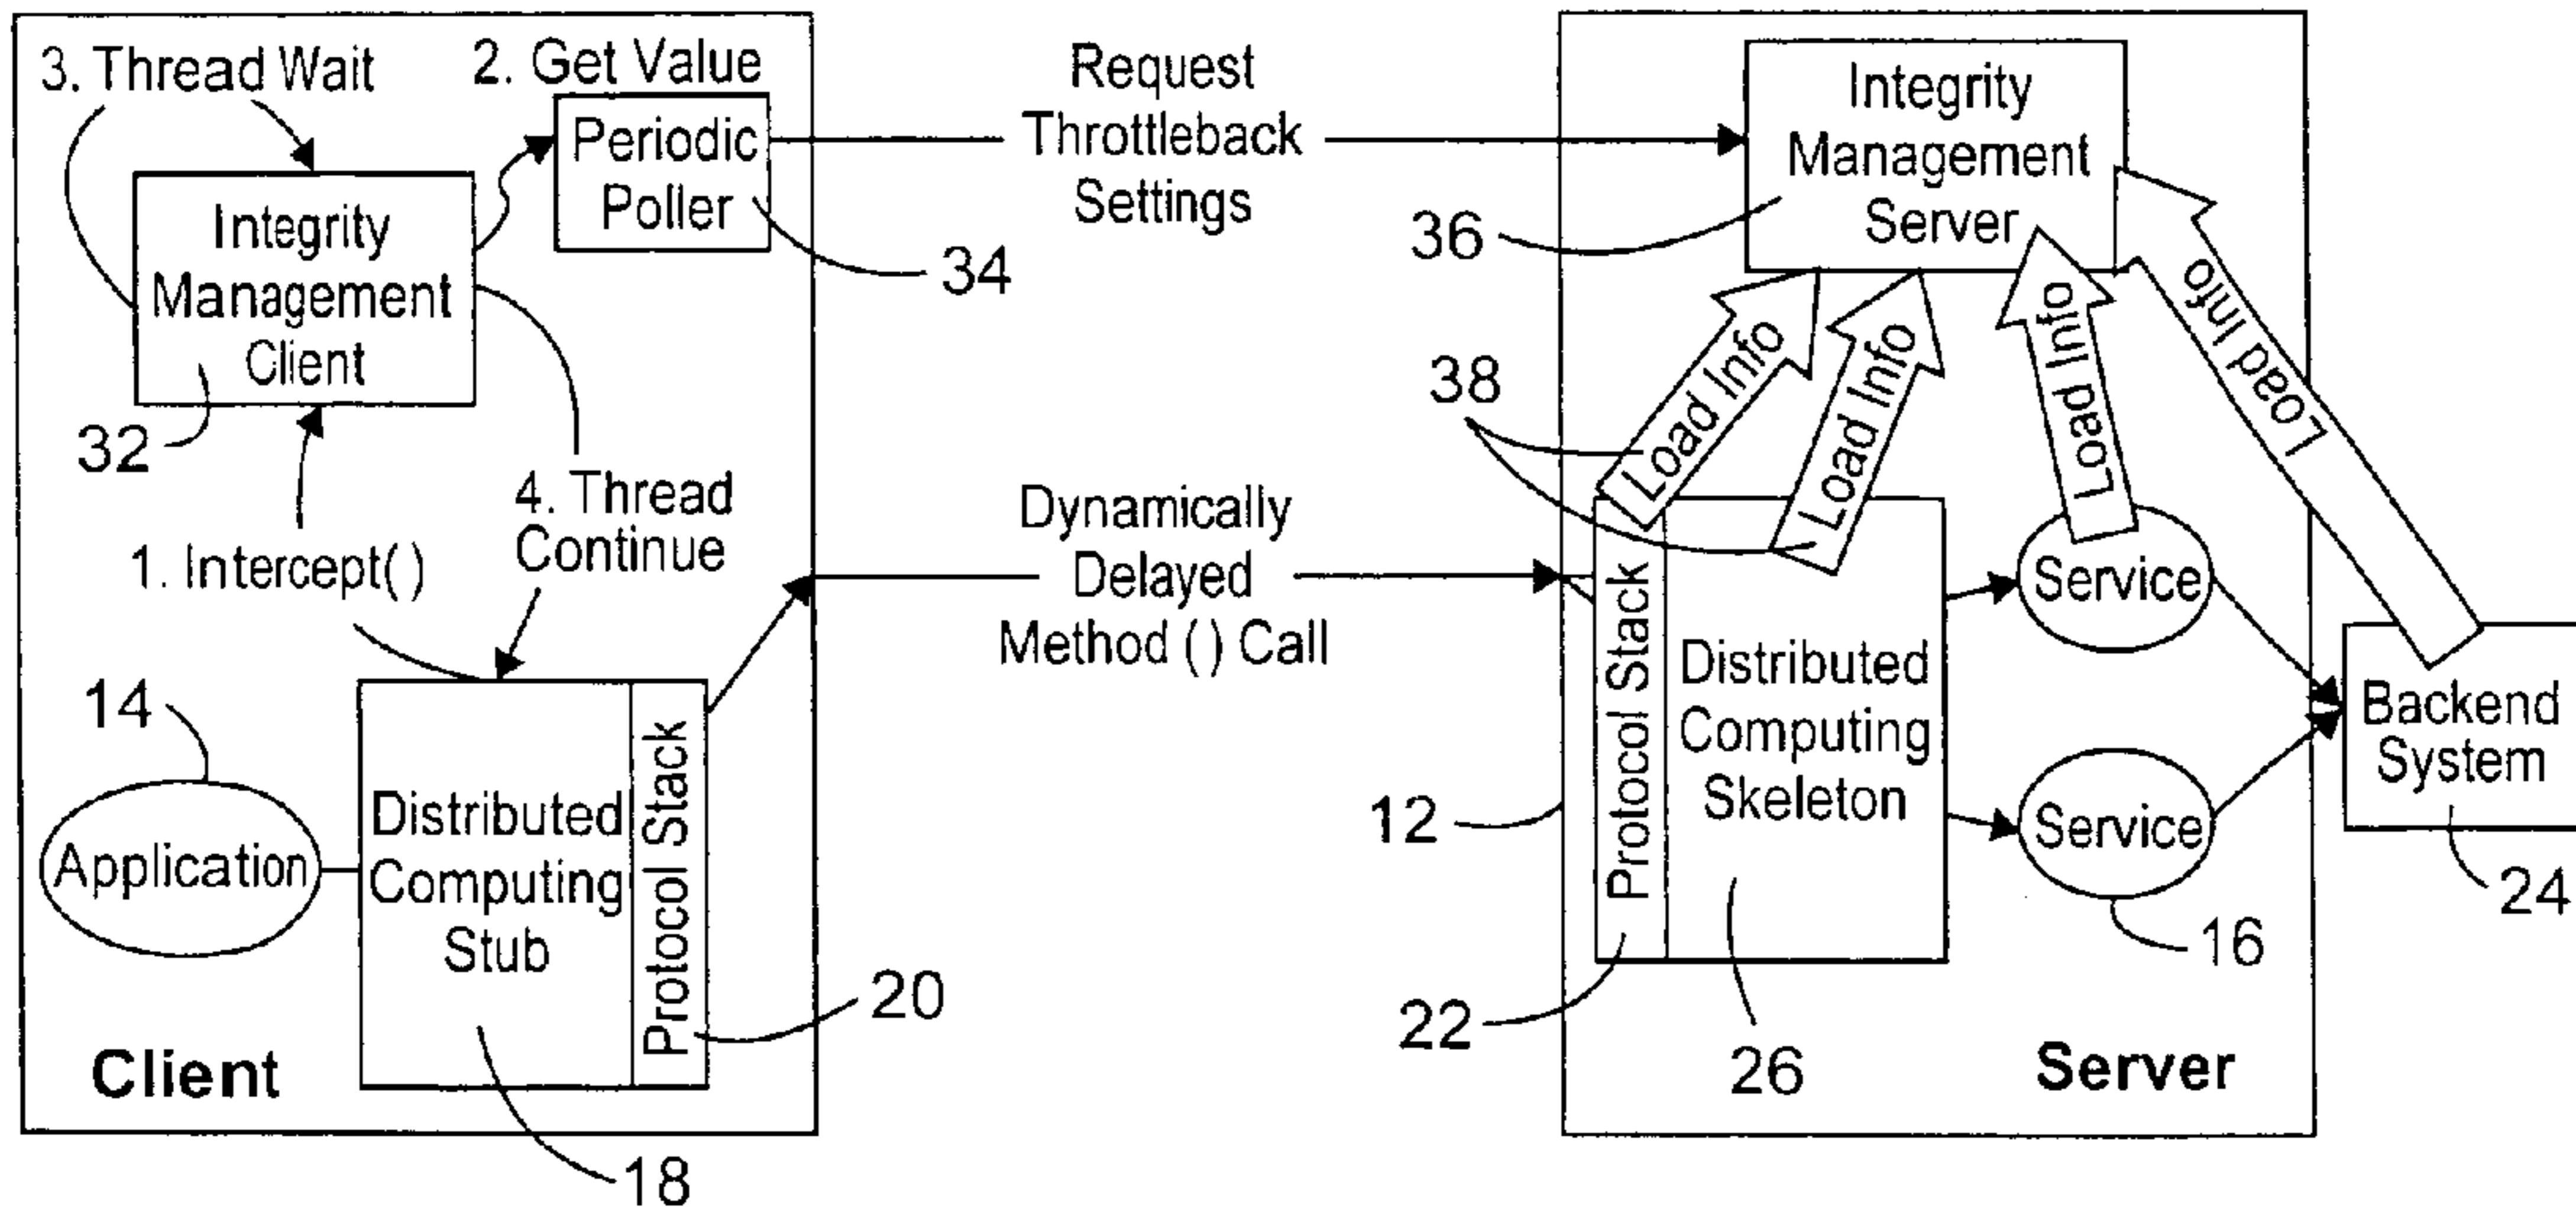 3. Thread Wait
2. Get Value
Periodic
Poller
34
Integrity
Management
Client
32
1. Intercept( )
4. Thread
Continue
14
Application
Distributed
Computing
Stub
Protocol Stack
20
18
Client
Request
Throttleback
Settings
Dynamically
Delayed
Method ( ) Call
Integrity
Management
Server
36
38
Load Info
Load Info
Load Info
Load Info
12
Protocol Stack
22
Distributed
Computing
Skeleton
26
Service
Service
16
Backend
System
24
Server